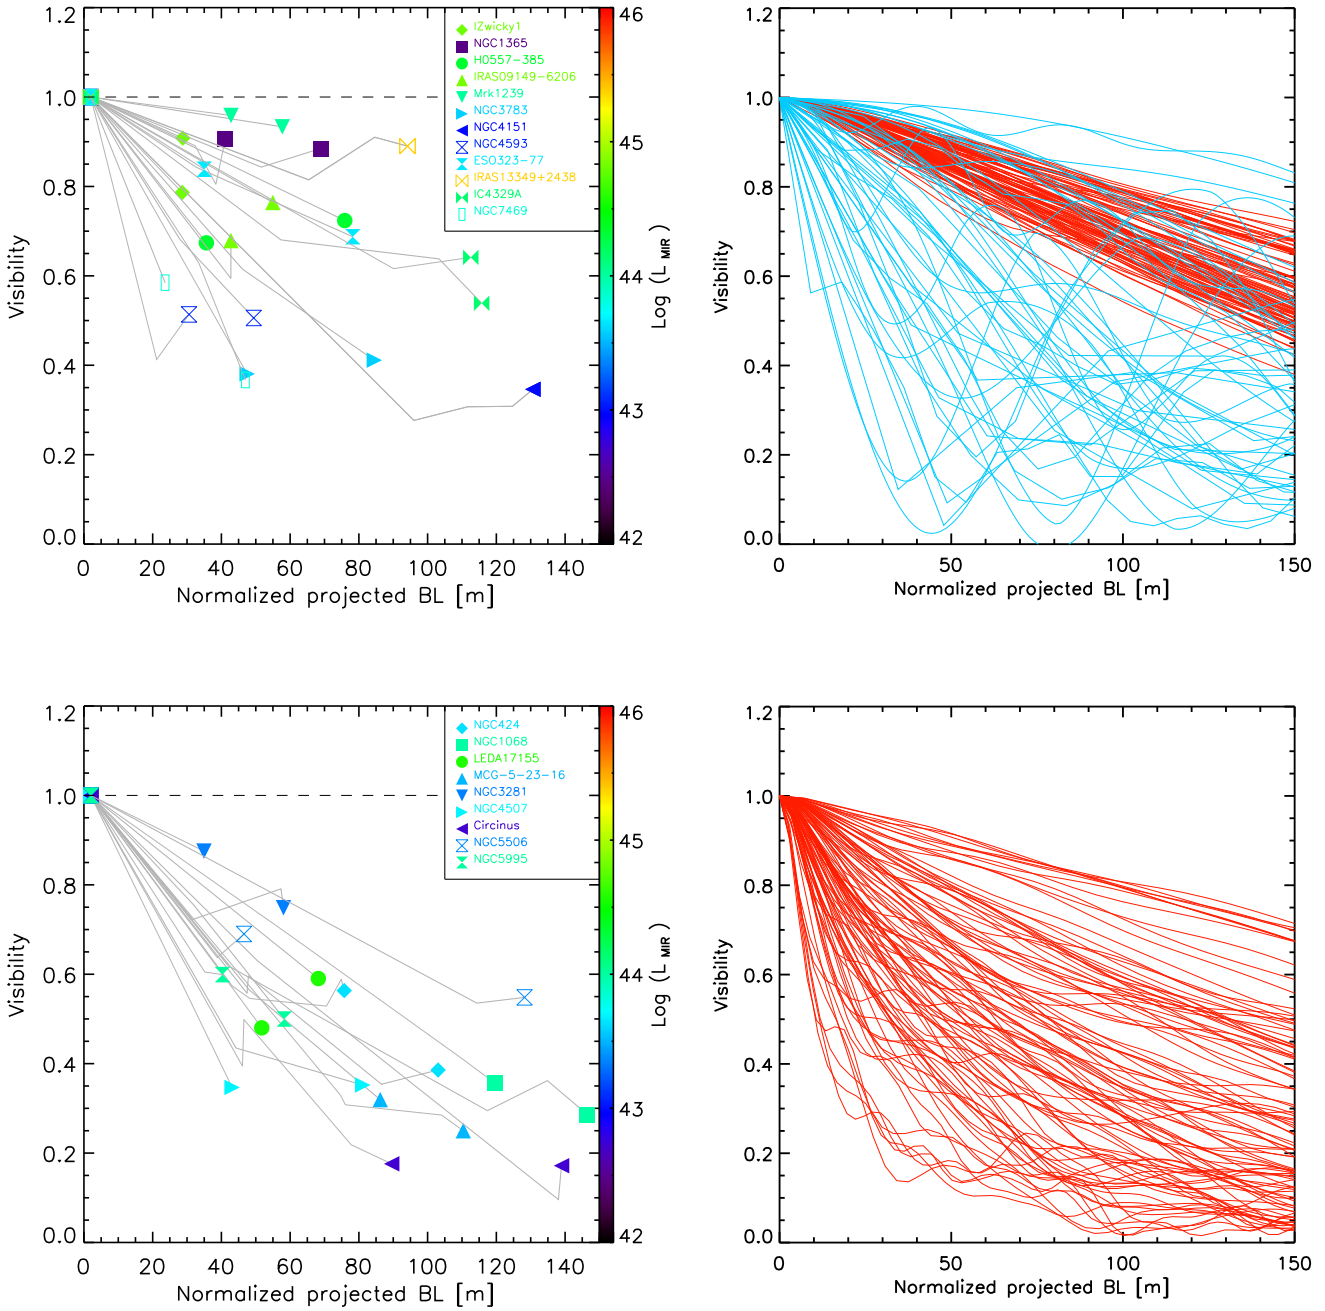 1.2
1.0
0.8
0.6
0.4
0.2
0.0
Visibility
0 20 40 60 80 100 120 140
Normalized projected BL [m]
IZwicky1
NGC1365
H0557-385
IRAS09149-6206
Mrk1239
NGC3783
NGC4151
NGC4593
ESO323-77
IRAS13349+2438
IC4329A
NGC7469
46
45
44
43
42
Log (L MIR)
1.2
1.0
0.8
0.6
0.4
0.2
0.0
Visibility
0 50 100 150
Normalized projected BL [m]
1.2
1.0
0.8
0.6
0.4
0.2
0.0
Visibility
0 20 40 60 80 100 120 140
Normalized projected BL [m]
NGC424
NGC1068
LEDA17155
MCG-5-23-16
NGC3281
NGC4507
Circinus
NGC5506
NGC5995
46
45
44
43
42
Log (L MIR)
1.2
1.0
0.8
0.6
0.4
0.2
0.0
Visibility
0 50 100 150
Normalized projected BL [m]